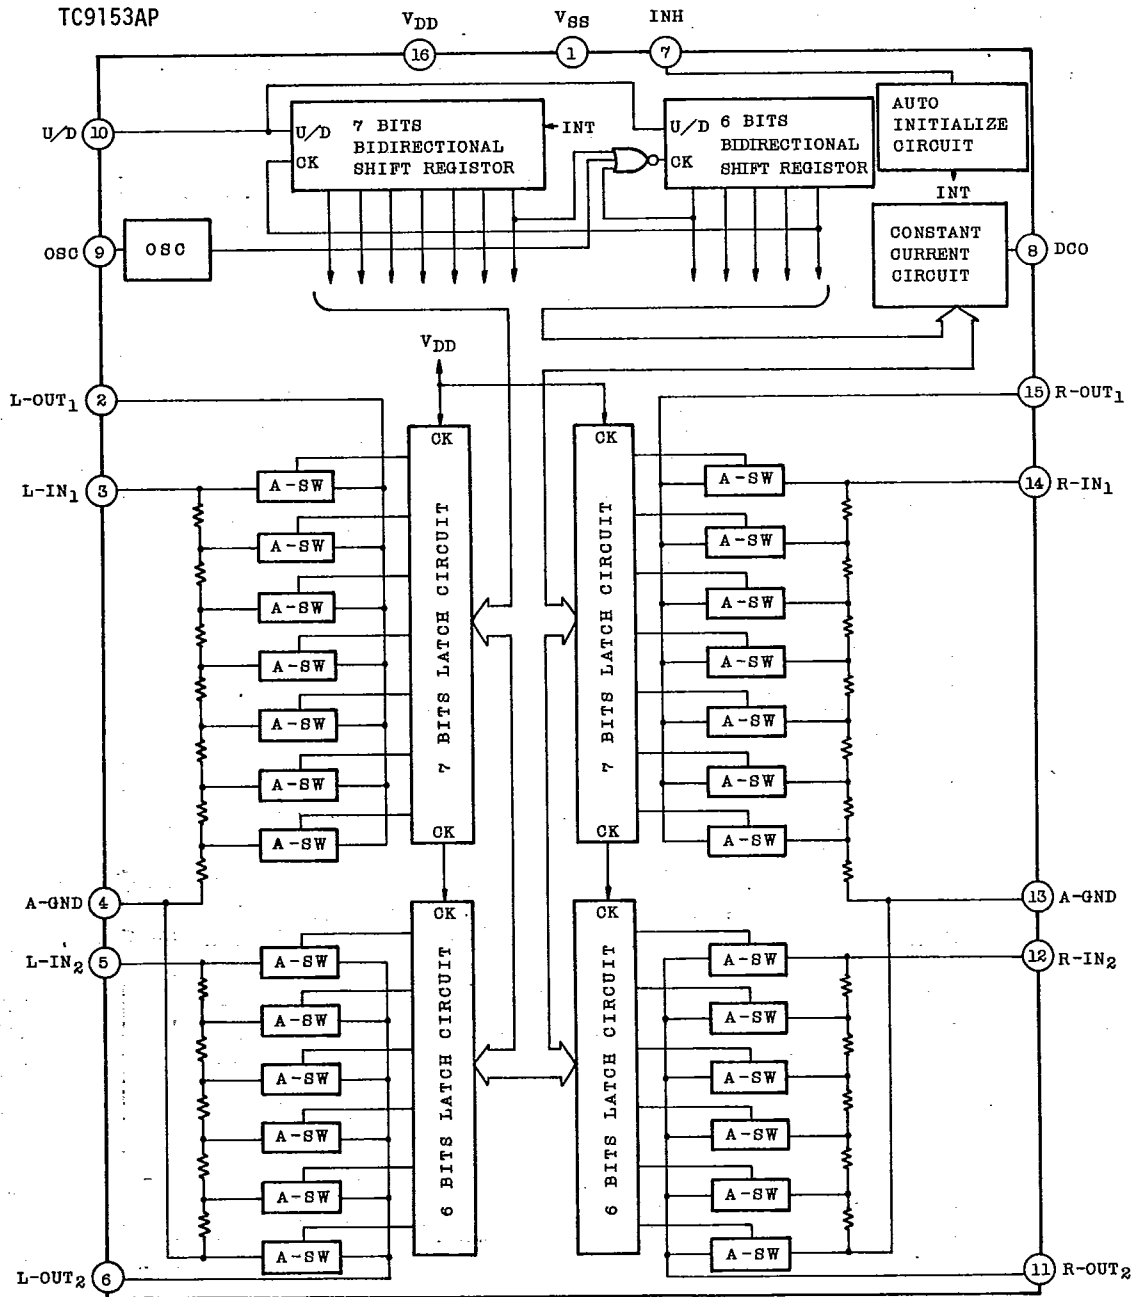 TC9153AP
VDD
VSS
INH
16
1
7
U/D
10
U/D
CK
7 BITS
BIDIRECTIONAL
SHIFT REGISTOR
INT
U/D
CK
6 BITS
BIDIRECTIONAL
SHIFT REGISTOR
AUTO
INITIALIZE
CIRCUIT
INT
OSC
9
OSC
CONSTANT
CURRENT
CIRCUIT
8
DCO
VDD
L-OUT1
2
CK
CK
15
R-OUT1
L-IN1
3
A-SW
A-SW
14
R-IN1
A-SW
A-SW
A-SW
A-SW
A-SW
A-SW
A-SW
A-SW
A-SW
A-SW
A-SW
A-SW
7 BITS LATCH CIRCUIT
7 BITS LATCH CIRCUIT
CK
CK
A-GND
4
13
A-GND
CK
CK
L-IN2
5
A-SW
A-SW
12
R-IN2
A-SW
A-SW
A-SW
A-SW
A-SW
A-SW
A-SW
A-SW
A-SW
A-SW
6 BITS LATCH CIRCUIT
6 BITS LATCH CIRCUIT
L-OUT2
6
11
R-OUT2